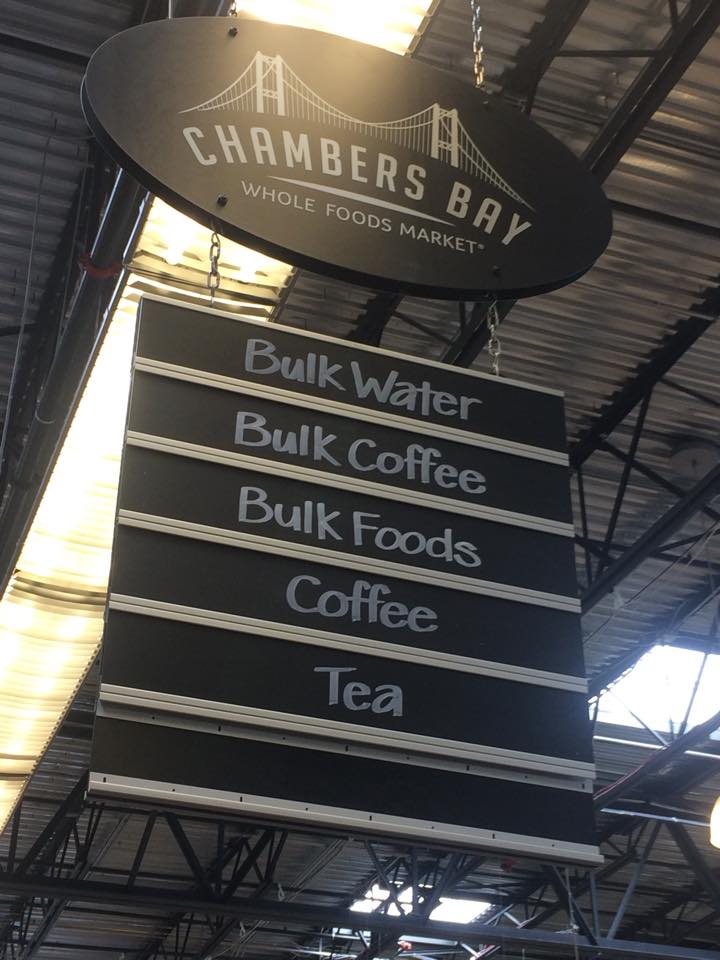 CHAMBERS BAY
WHOLE FOODS MARKET®
Bulk Water
Bulk Coffee
Bulk Foods
Coffee
Tea